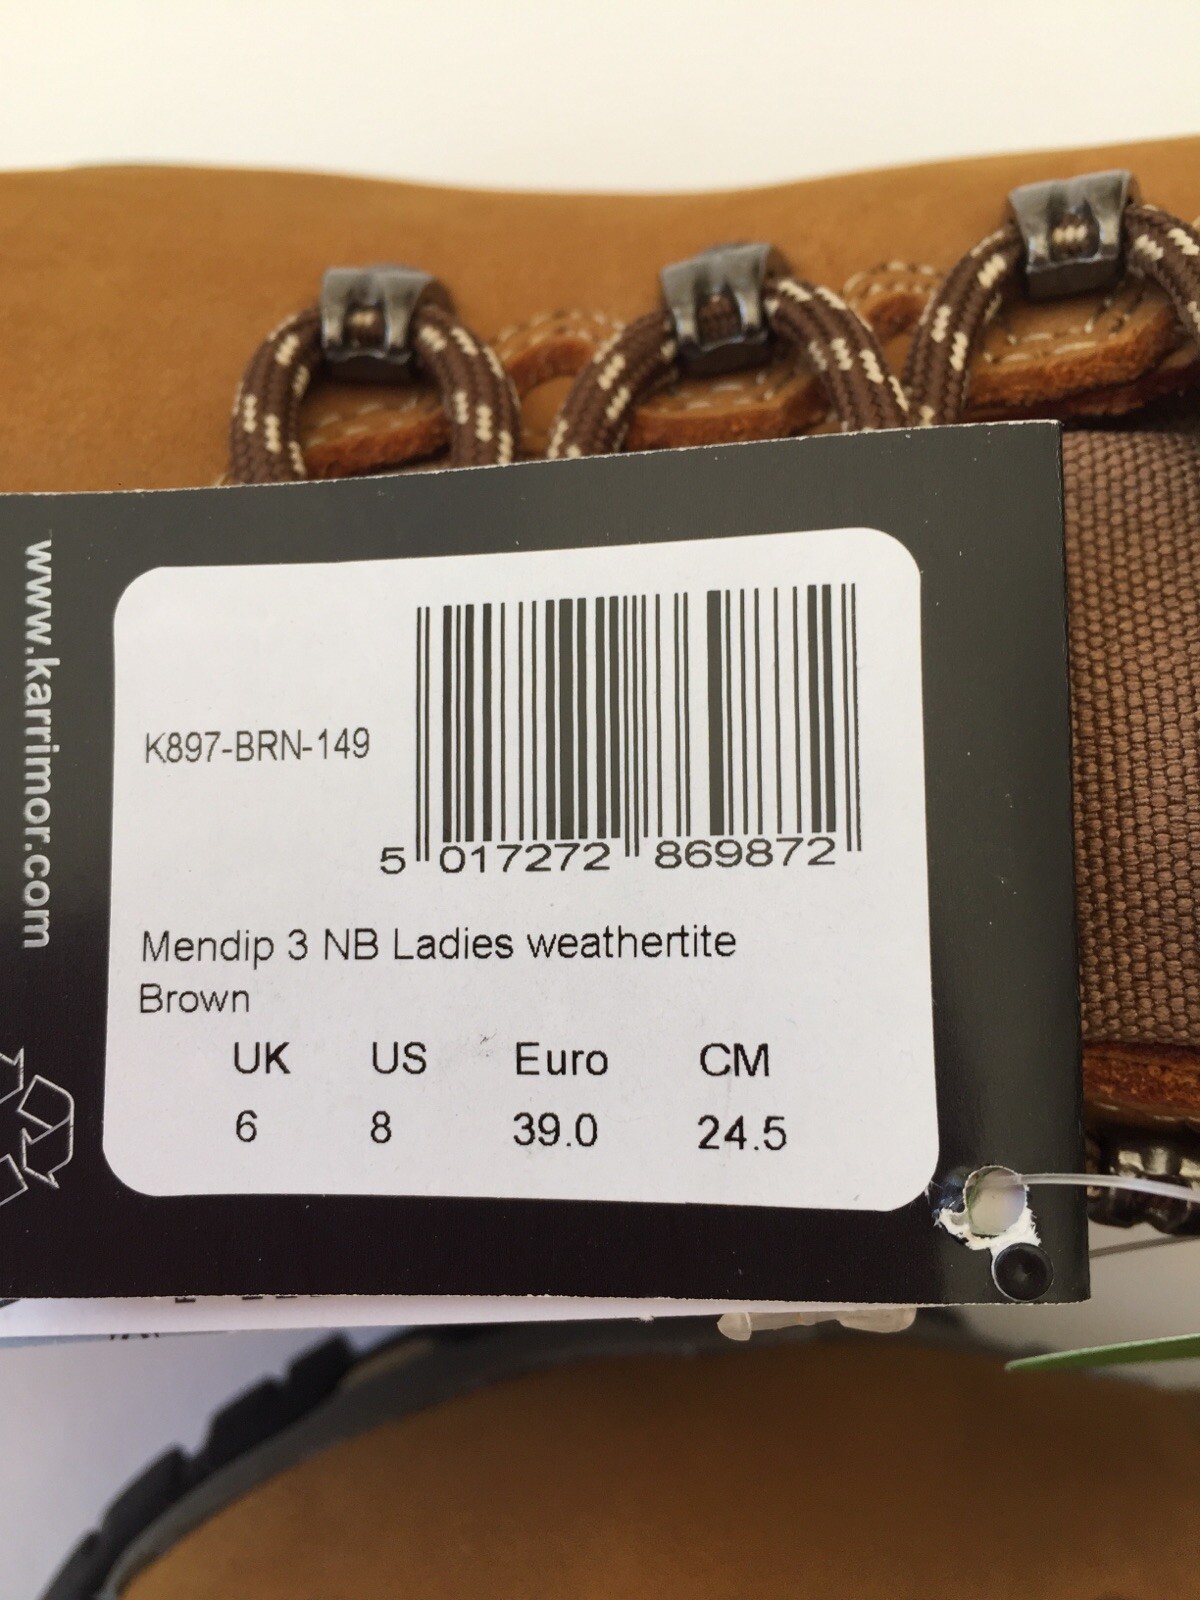 www.karrimor.com
K897-BRN-149
5 017272 869872
Mendip 3 NB Ladies weathertite
Brown
UK US Euro CM
6 8 39.0 24.5